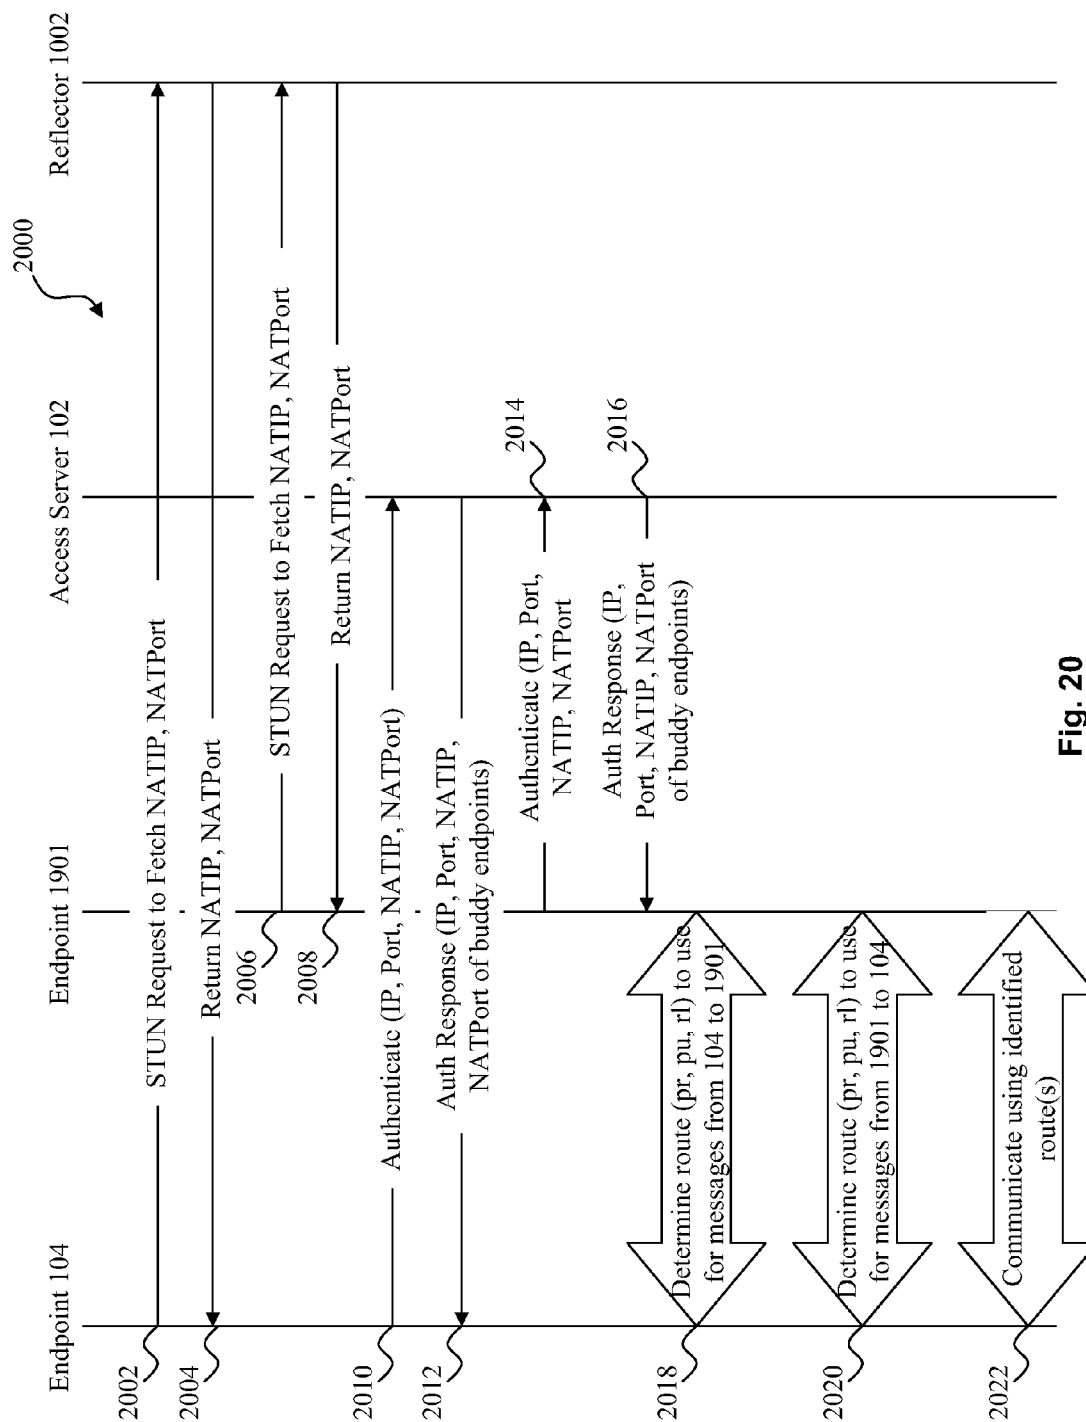 Endpoint 104
Endpoint 1901
Access Server 102
Reflector 1002
2000
2002
STUN Request to Fetch NATIP, NATPort
2004
Return NATIP, NATPort
2006
STUN Request to Fetch NATIP, NATPort
2008
Return NATIP, NATPort
2010
Authenticate (IP, Port, NATIP, NATPort)
2012
Auth Response (IP, Port, NATIP,
NATPort of buddy endpoints)
Authenticate (IP, Port,
NATIP, NATPort
2014
Auth Response (IP,
Port, NATIP, NATPort
of buddy endpoints)
2016
2018
Determine route (pr, pu, rl) to use
for messages from 104 to 1901
2020
Determine route (pr, pu, rl) to use
for messages from 1901 to 104
2022
Communicate using identified
route(s)
Fig. 20